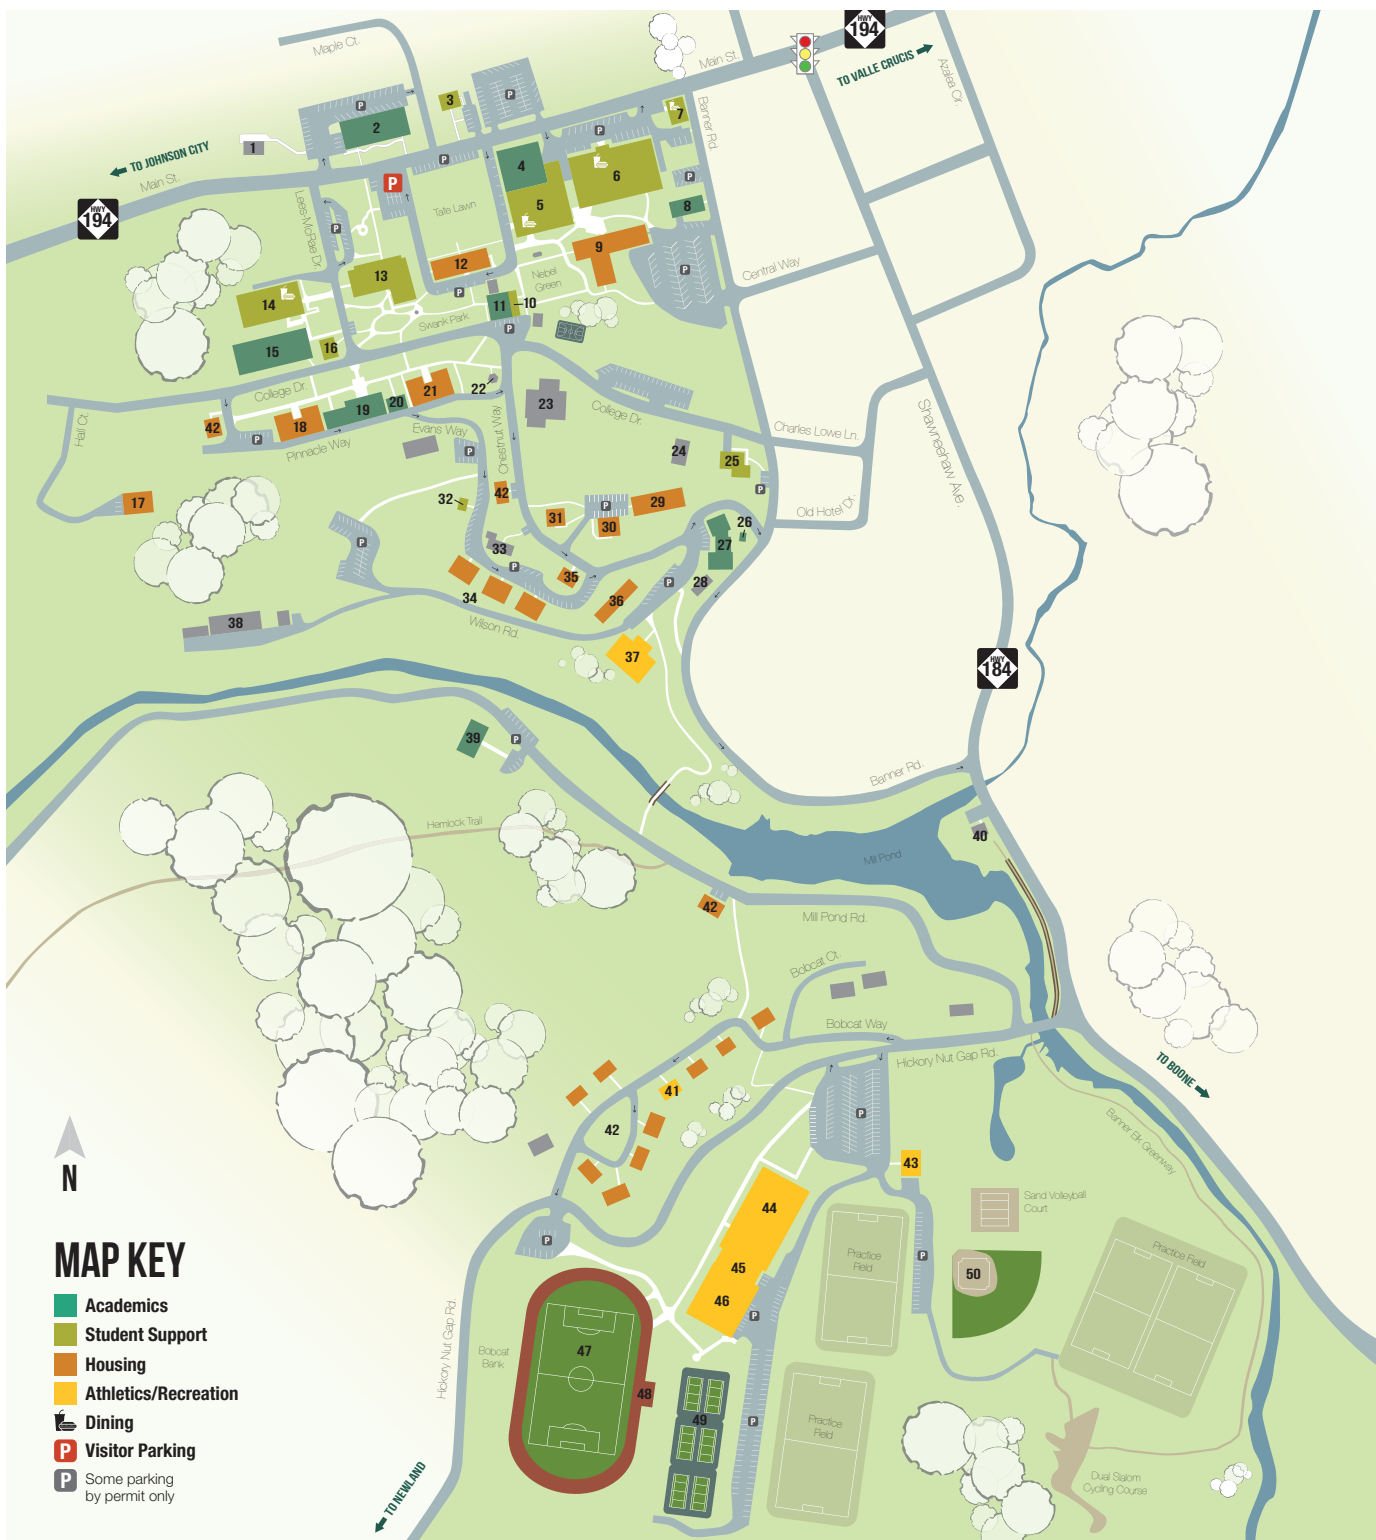 HWY
194
Maple Ct.
Main St.
TO VALLE CRUCIS
Azalea Cir.
P
P
3
7
2
Banner Rd.
1
P
P
4
TO JOHNSON CITY
Main St.
P
6
P
HWY
194
Lees-McRae Dr.
Tate Lawn
5
8
P
9
12
13
Central Way
P
Nebel
Green
14
P
11
10
Swank Park
P
15
16
College Dr.
21
22
23
College Dr.
20
19
18
42
Hall Ct.
P
Pinnacle Way
Evans Way
P
Chestnut Way
Charles Lowe Ln.
Shawneehaw Ave.
24
25
P
17
32
42
29
P
31
30
Old Hotel Dr.
26
27
P
33
P
35
28
P
34
36
38
Wilson Rd.
37
HWY
184
39
P
Banner Rd.
Hemlock Trail
40
Mill Pond
42
Mill Pond Rd.
Bobcat Ct.
Bobcat Way
Hickory Nut Gap Rd.
TO BOONE
41
P
42
Banner Elk Greenway
N
43
44
Sand Volleyball
Court
P
Practice
Field
P
Practice Field
45
50
46
P
MAP KEY
Academics
Student Support
Housing
Athletics/Recreation
Dining
P
Visitor Parking
P
Some parking
by permit only
Hickory Nut Gap Rd.
Bobcat
Bank
47
48
49
P
Practice
Field
Dual Slalom
Cycling Course
TO NEWLAND